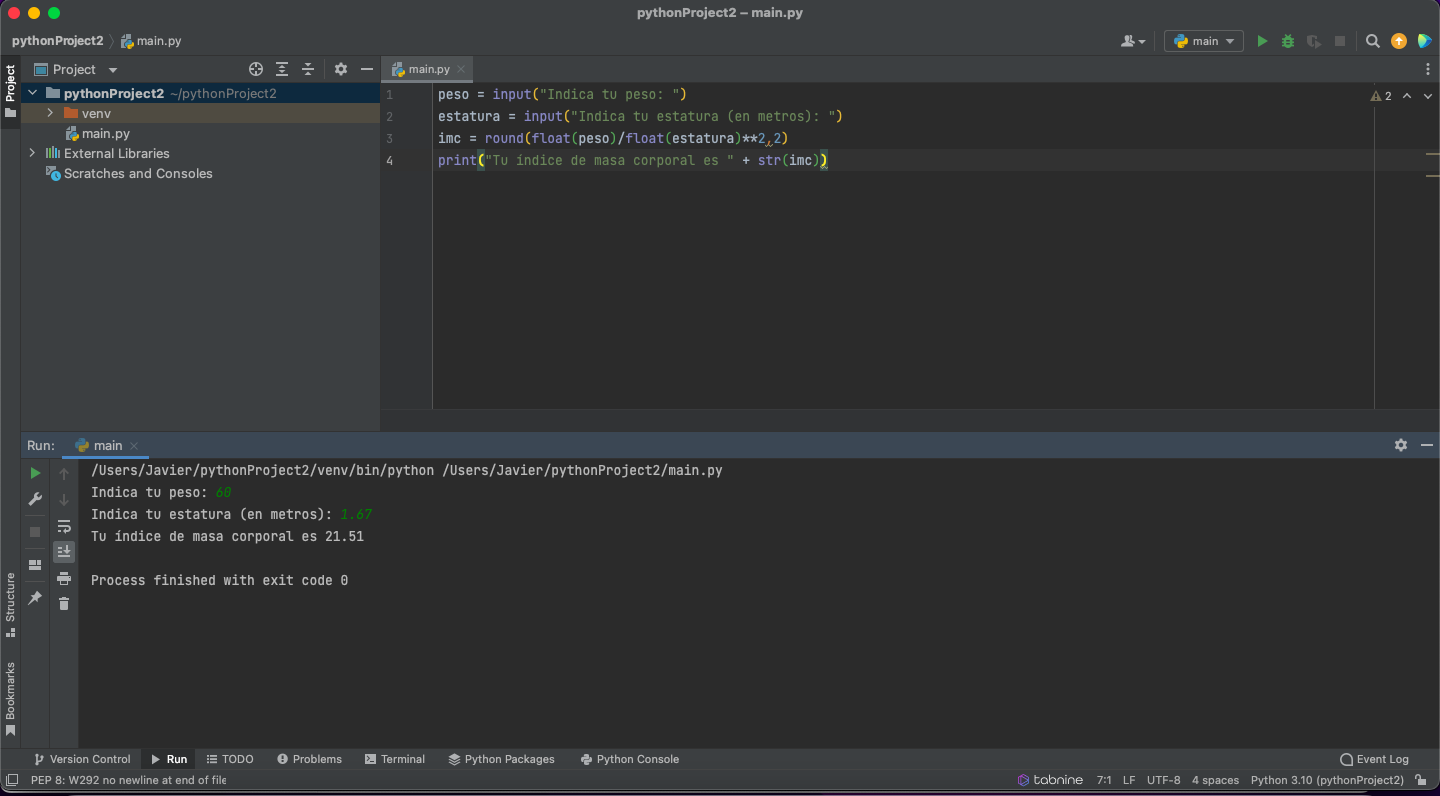 pythonProject2 – main.py
pythonProject2 main.py
main
Project
Project
main.py
pythonProject2 ~/pythonProject2
venv
main.py
External Libraries
Scratches and Consoles
1 peso = input("Indica tu peso: ")
2 estatura = input("Indica tu estatura (en metros): ")
3 imc = round(float(peso)/float(estatura)**2,2)
4 print("Tu índice de masa corporal es " + str(imc))
2
Run: main
/Users/Javier/pythonProject2/venv/bin/python /Users/Javier/pythonProject2/main.py
Indica tu peso: 60
Indica tu estatura (en metros): 1.67
Tu índice de masa corporal es 21.51
Process finished with exit code 0
Structure
Bookmarks
Version Control Run TODO Problems Terminal Python Packages Python Console Event Log
PEP 8: W292 no newline at end of file tabnine 7:1 LF UTF-8 4 spaces Python 3.10 (pythonProject2)